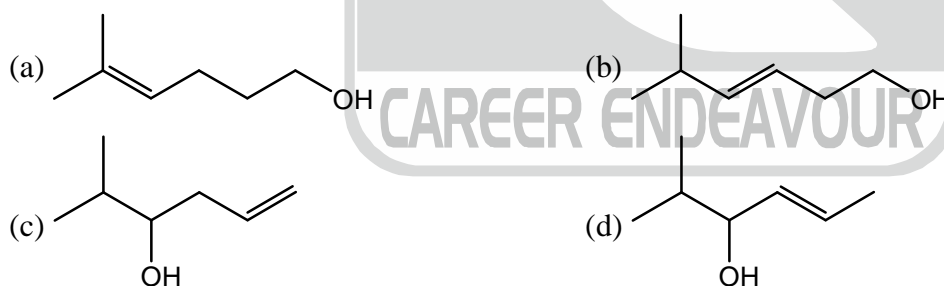 (a)
OH
(b)
OH
CAREER ENDEAVOUR
(c)
OH
(d)
OH